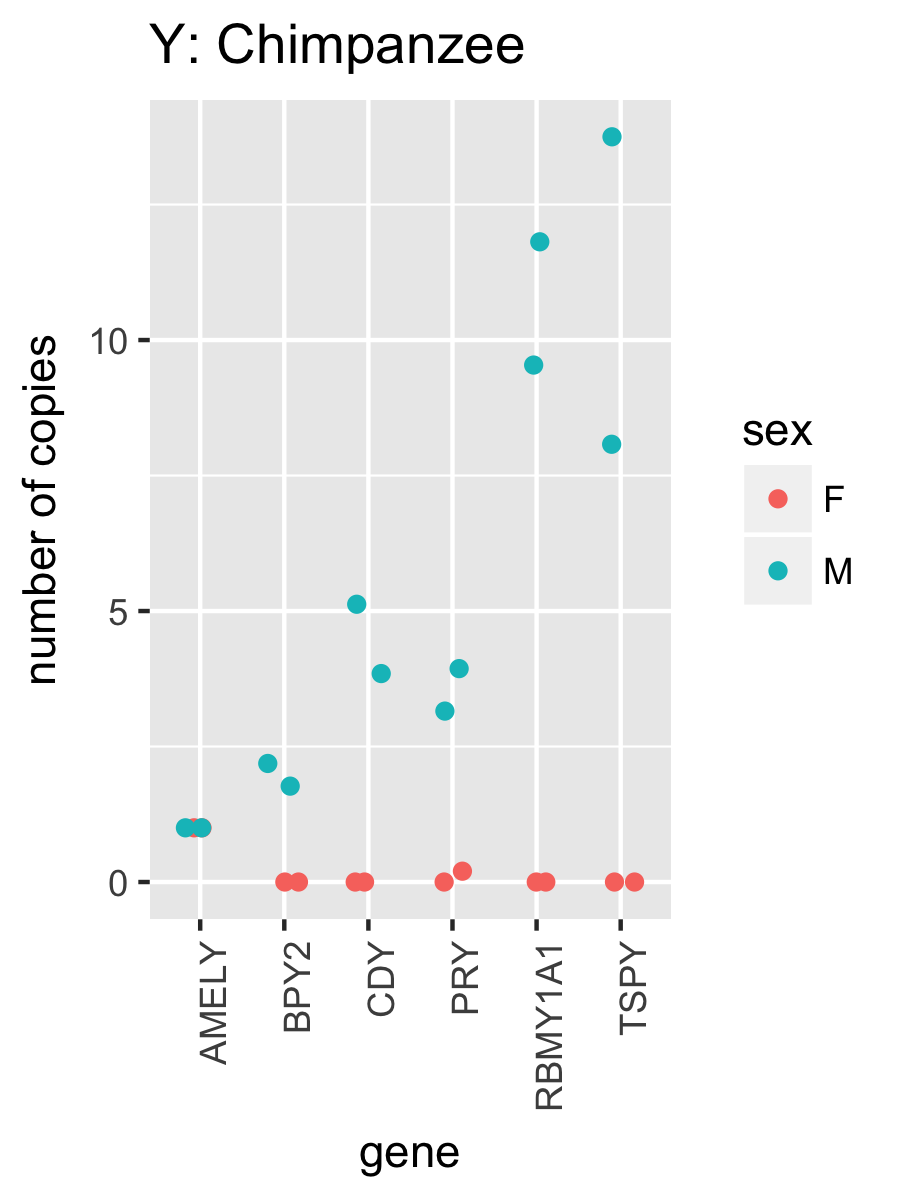 Y: Chimpanzee
number of copies
10
5
0
AMELY
BPY2
CDY
PRY
RBMY1A1
TSPY
gene
sex
F
M